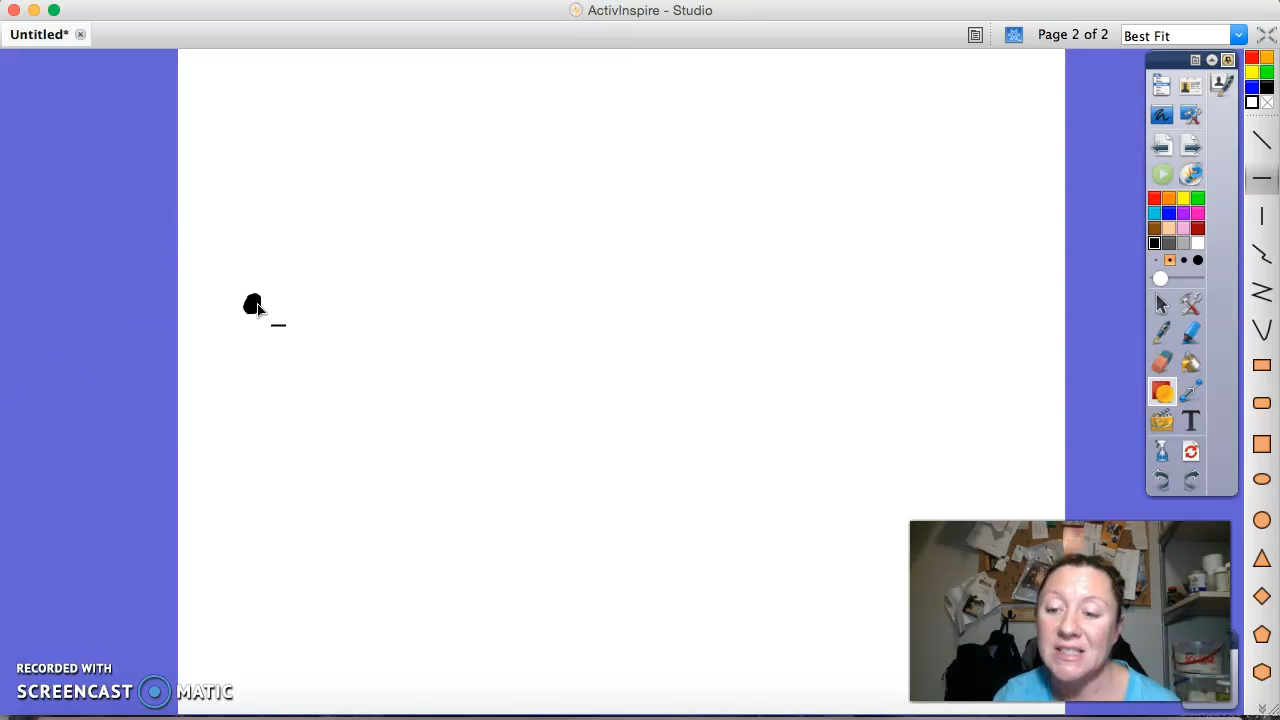 ActivInspire - Studio
Untitled*
Page 2 of 2
Best Fit
T
RECORDED WITH
SCREENCAST MATIC